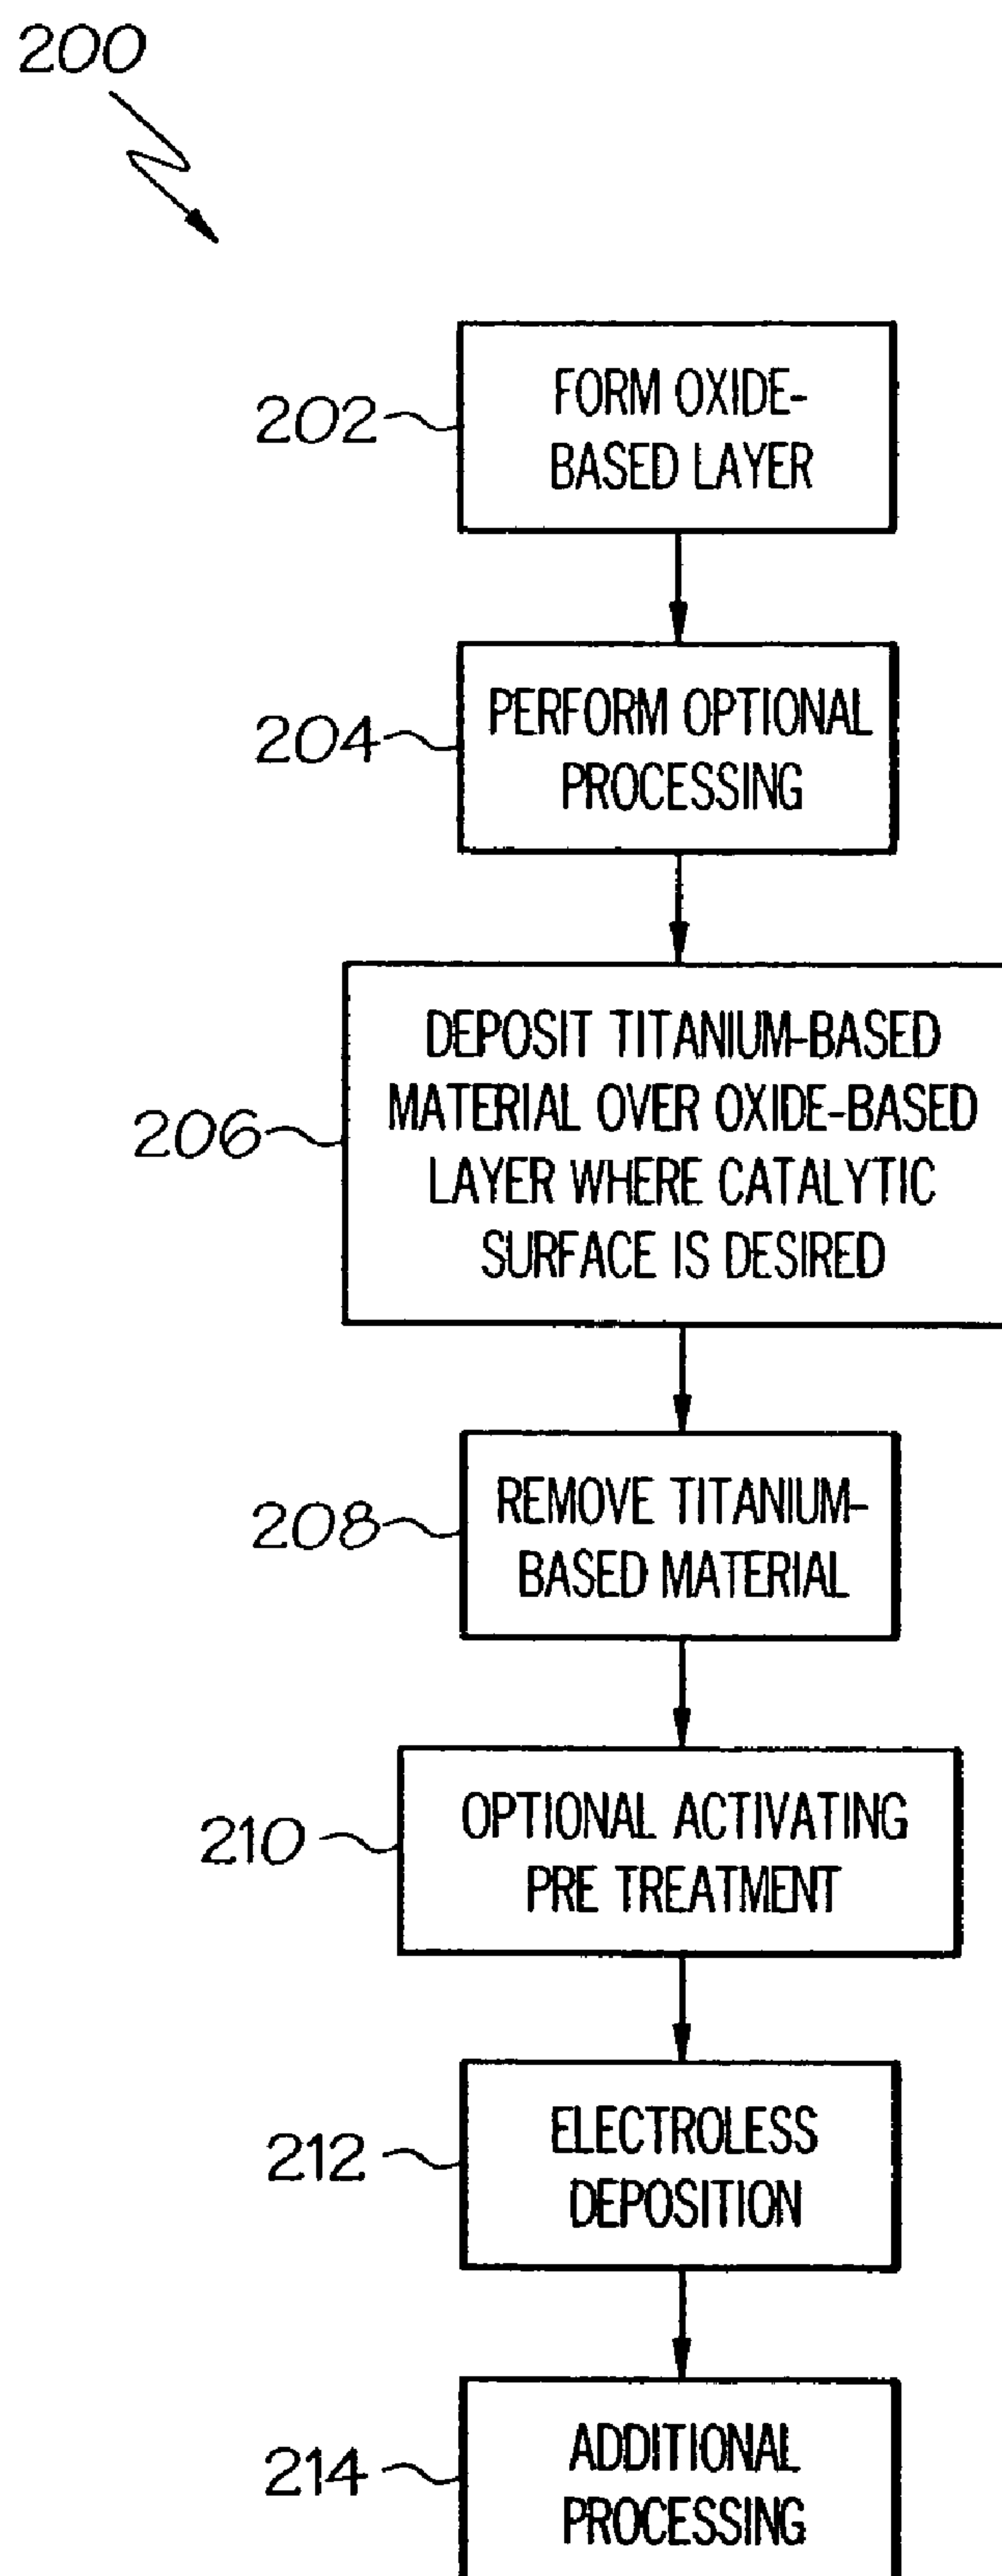 200
202
FORM OXIDE-
BASED LAYER
204
PERFORM OPTIONAL
PROCESSING
206
DEPOSIT TITANIUM-BASED
MATERIAL OVER OXIDE-BASED
LAYER WHERE CATALYTIC
SURFACE IS DESIRED
208
REMOVE TITANIUM-
BASED MATERIAL
210
OPTIONAL ACTIVATING
PRE TREATMENT
212
ELECTROLESS
DEPOSITION
214
ADDITIONAL
PROCESSING